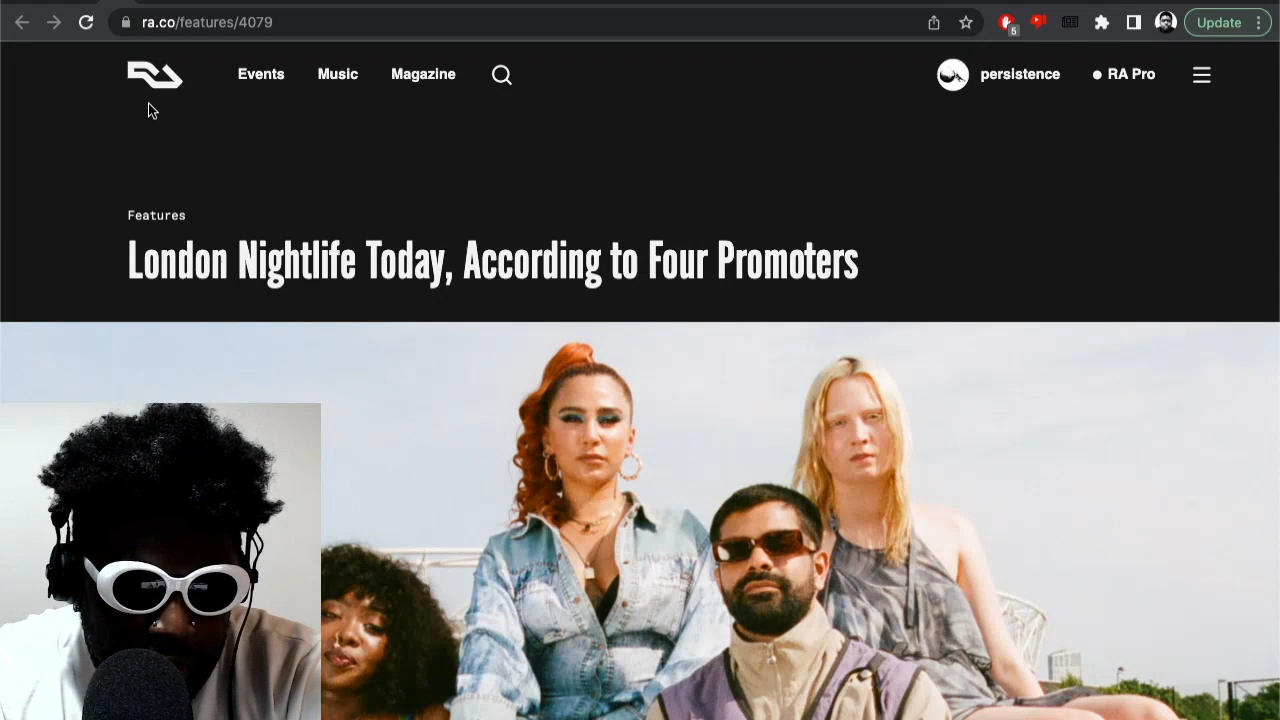 ra.co/features/4079
5
Update
Events
Music
Magazine
persistence
RA Pro
Features
London Nightlife Today, According to Four Promoters